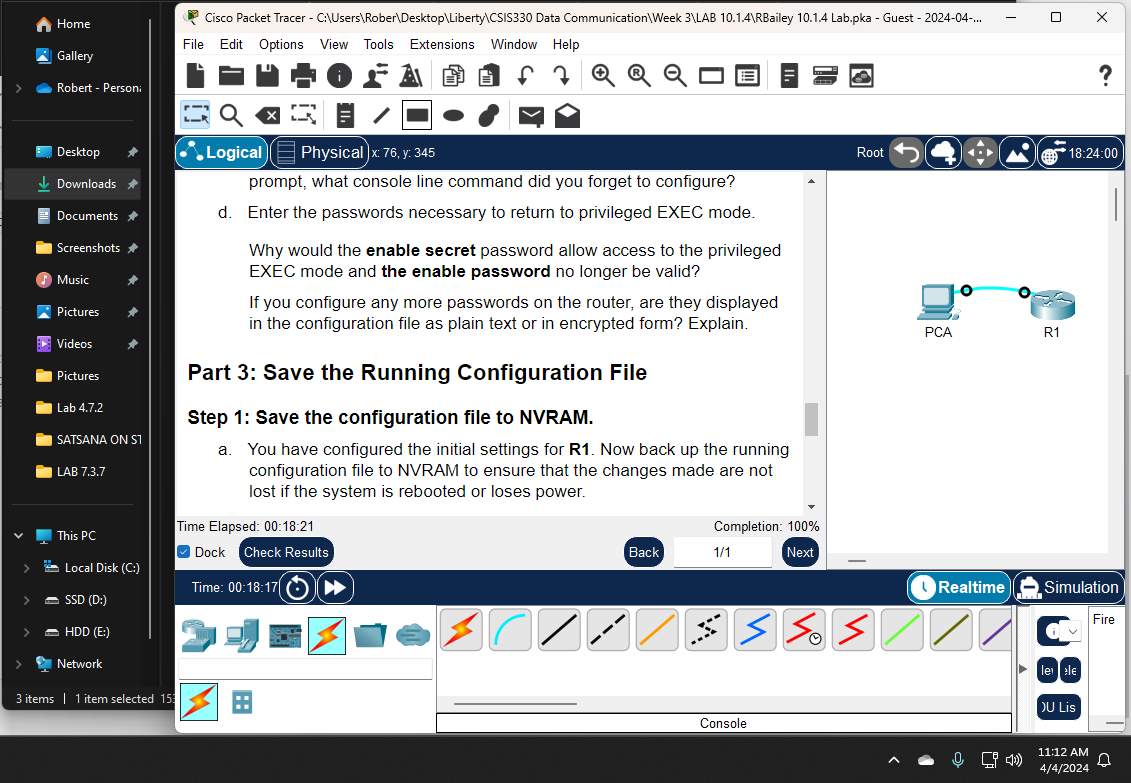 Home
Gallery
Robert - Persona
Desktop
Downloads
Documents
Screenshots
Music
Pictures
Videos
Pictures
Lab 4.7.2
SATSANA ON ST
LAB 7.3.7
This PC
Local Disk (C:)
SSD (D:)
HDD (E:)
Network
3 items | 1 item selected 153
Cisco Packet Tracer - C:\Users\Rober\Desktop\Liberty\CSIS330 Data Communication\Week 3\LAB 10.1.4\RBailey 10.1.4 Lab.pka - Guest - 2024-04-...
File Edit Options View Tools Extensions Window Help
Logical Physical x: 76, y: 345 Root 18:24:00
prompt, what console line command did you forget to configure?
d. Enter the passwords necessary to return to privileged EXEC mode.
Why would the enable secret password allow access to the privileged
EXEC mode and the enable password no longer be valid?
If you configure any more passwords on the router, are they displayed
in the configuration file as plain text or in encrypted form? Explain.
Part 3: Save the Running Configuration File
Step 1: Save the configuration file to NVRAM.
a. You have configured the initial settings for R1. Now back up the running
configuration file to NVRAM to ensure that the changes made are not
lost if the system is rebooted or loses power.
Time Elapsed: 00:18:21 Completion: 100%
Dock Check Results Back 1/1 Next
PCA R1
Time: 00:18:17 Realtime Simulation
Fire
Console
11:12 AM
4/4/2024